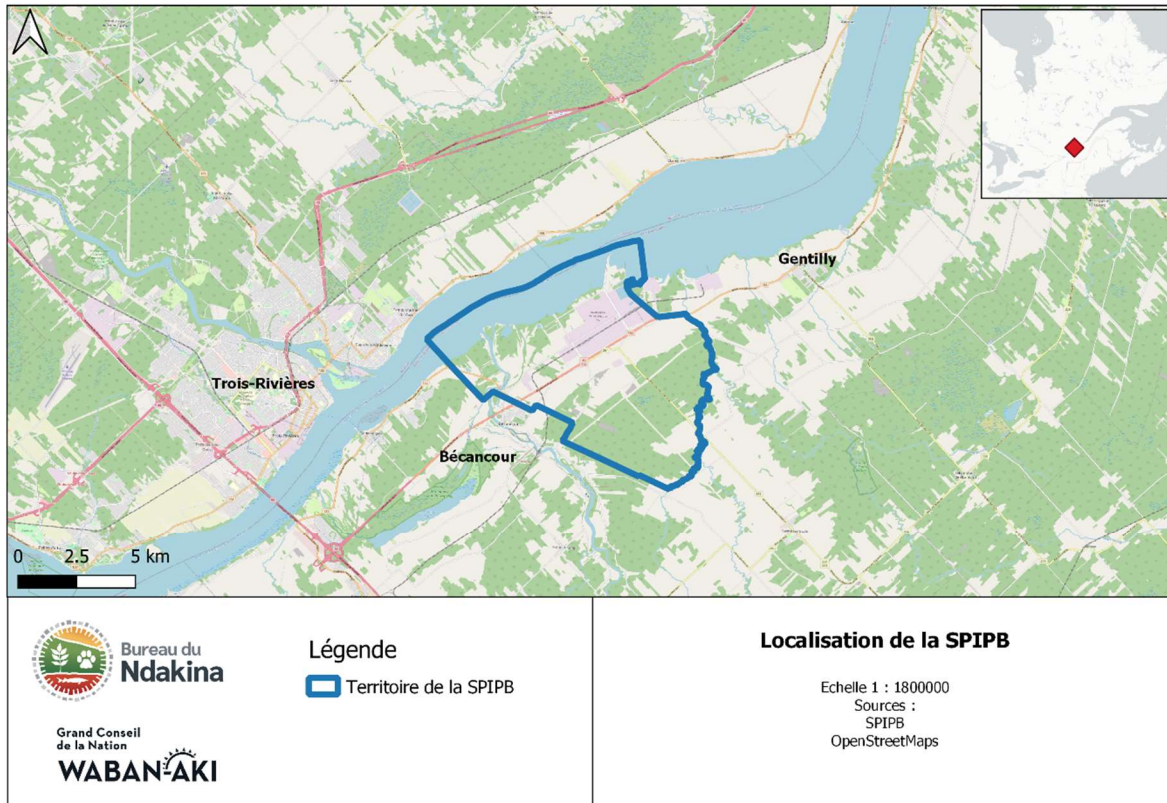 Gentilly
Trois-Rivières
Bécancour
0 2.5 5 km
Bureau du
Ndakina
Grand Conseil
de la Nation
WABAN-AKI
Légende
Territoire de la SPIPB
Localisation de la SPIPB
Echelle 1 : 1800000
Sources :
SPIPB
OpenStreetMaps